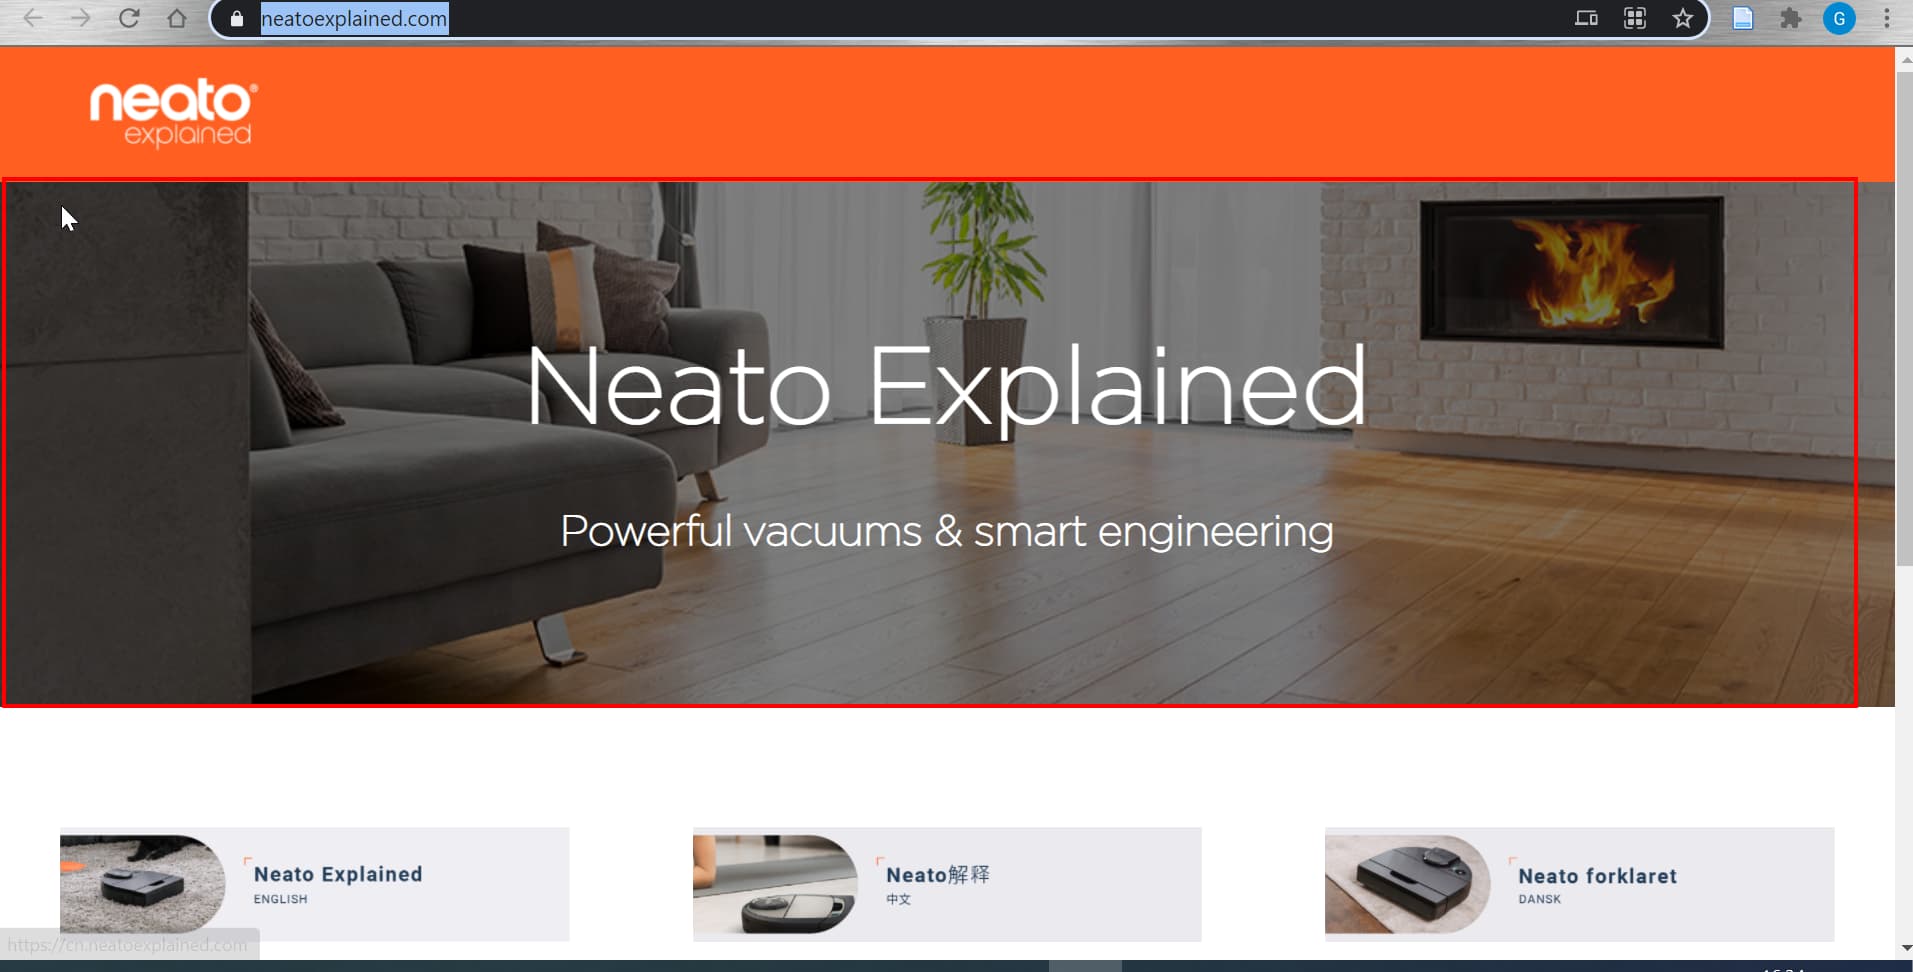 neatoexplained.com
G
neato®
explained
Neato Explained
Powerful vacuums & smart engineering
Neato Explained
ENGLISH
Neato解释
中文
Neato forklaret
DANSK
https://cn.neatoexplained.com